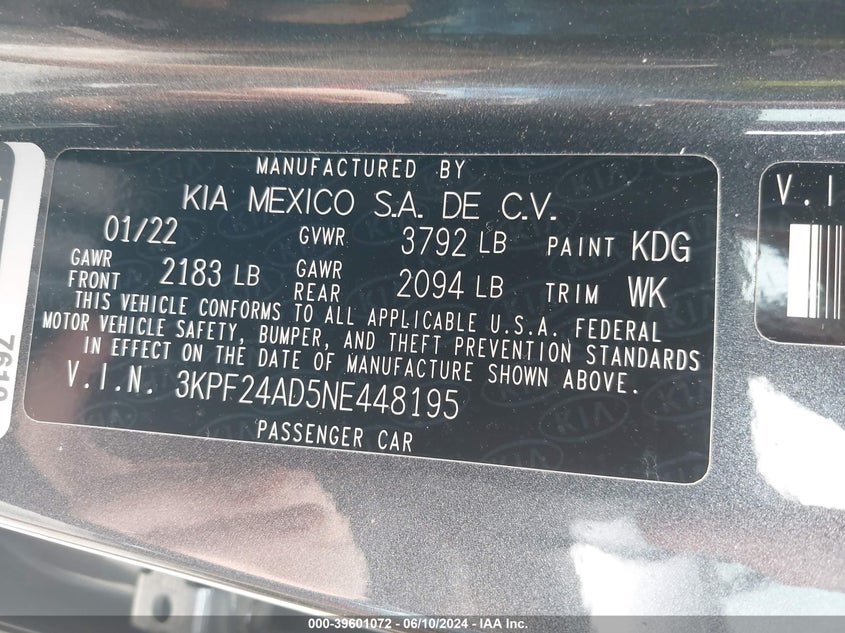 MANUFACTURED BY
KIA MEXICO S.A. DE C.V.
01/22 GVWR 3792 LB PAINT KDG
GAWR FRONT 2183 LB GAWR REAR 2094 LB TRIM WK
THIS VEHICLE CONFORMS TO ALL APPLICABLE U.S.A. FEDERAL
MOTOR VEHICLE SAFETY, BUMPER, AND THEFT PREVENTION STANDARDS
IN EFFECT ON THE DATE OF MANUFACTURE SHOWN ABOVE.
V.I.N. 3KPF24AD5NE448195
PASSENGER CAR
V.I
000-39601072 - 06/10/2024 - IAA Inc.